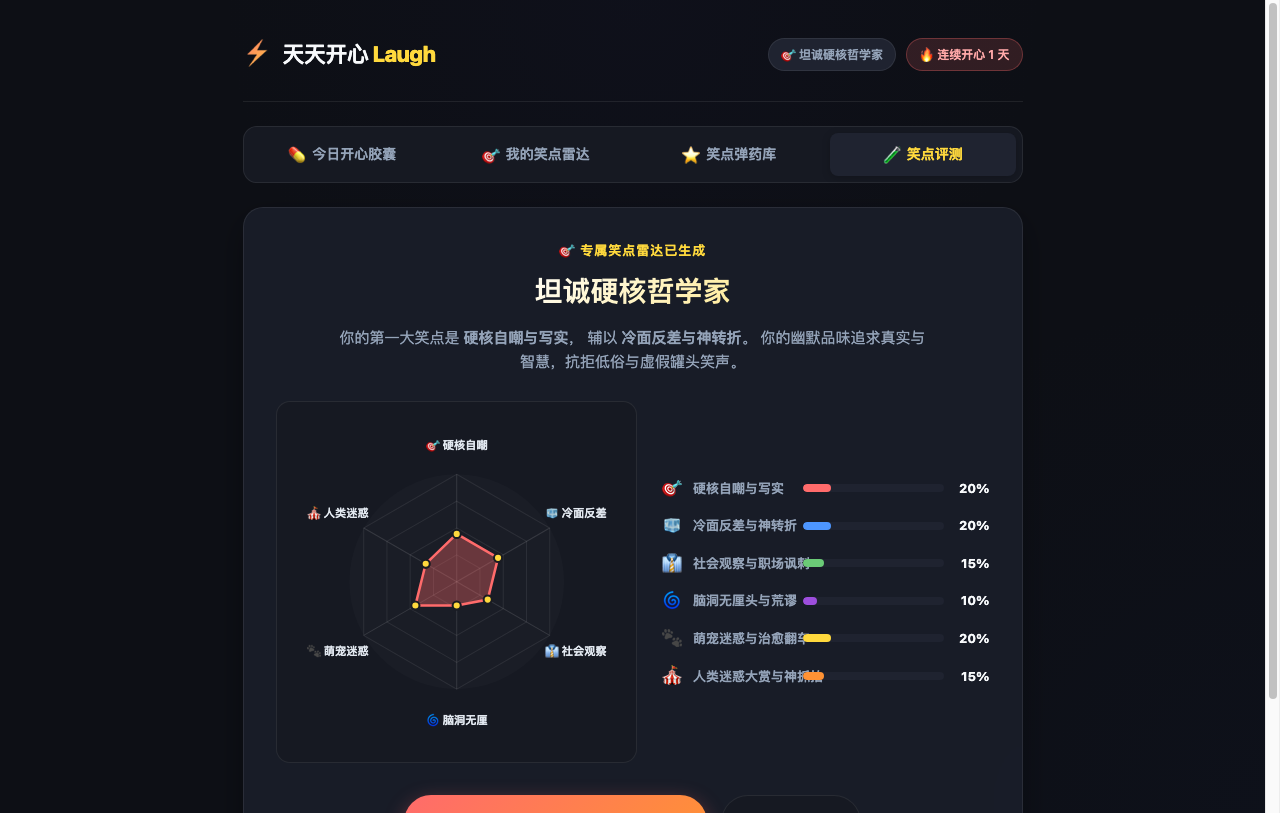 天天开心 Laugh
坦诚硬核哲学家
连续开心 1 天
今日开心胶囊
我的笑点雷达
笑点弹药库
笑点评测
专属笑点雷达已生成
坦诚硬核哲学家
你的第一大笑点是 硬核自嘲与写实， 辅以 冷面反差与神转折。 你的幽默品味追求真实与
智慧，抗拒低俗与虚假罐头笑声。
硬核自嘲
人类迷惑
冷面反差
萌宠迷惑
社会观察
脑洞无厘
硬核自嘲与写实 20%
冷面反差与神转折 20%
社会观察与职场讽刺 15%
脑洞无厘头与荒谬 10%
萌宠迷惑与治愈翻车 20%
人类迷惑大赏与神 15%